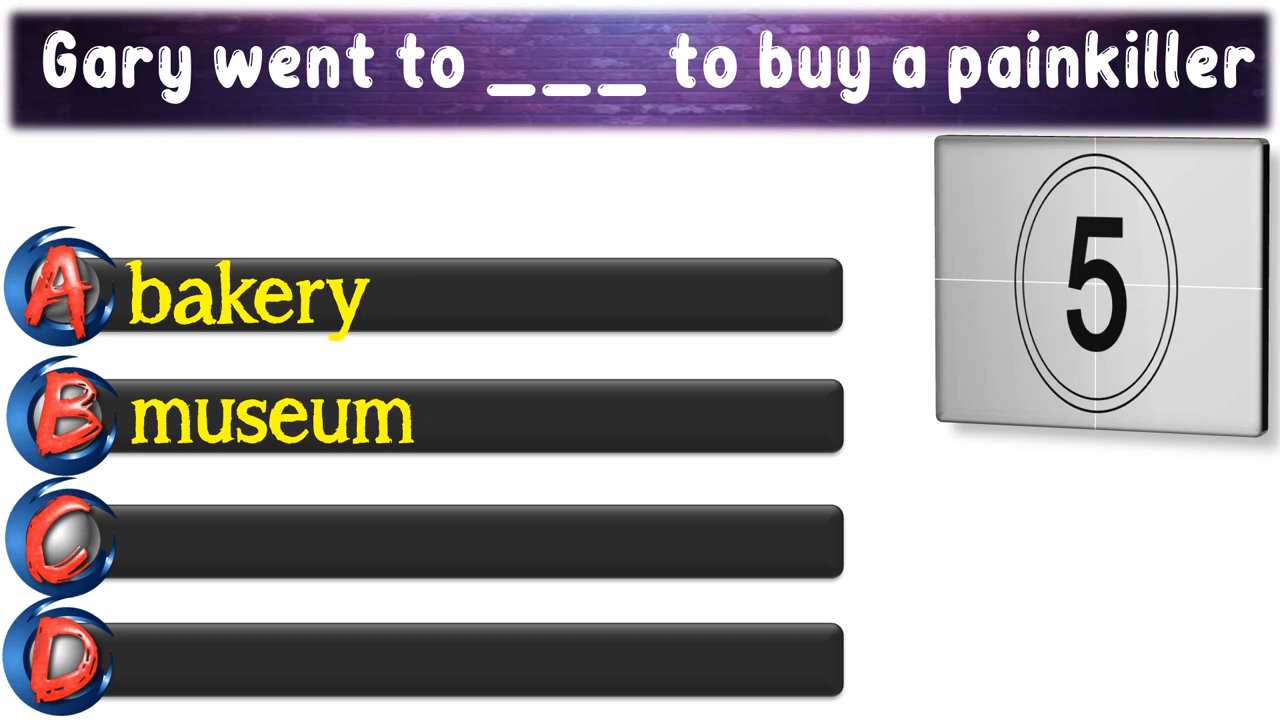 Gary went to ___ to buy a painkiller
5
A bakery
B museum
C
D